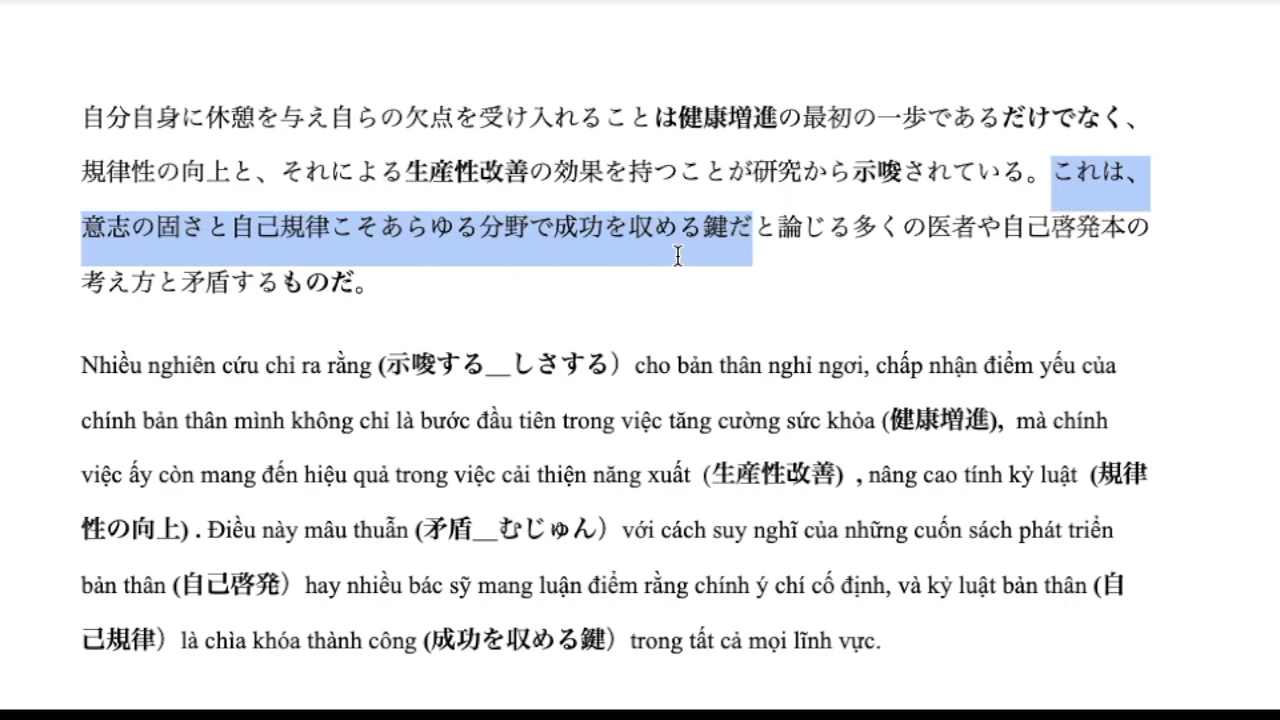 自分自身に休憩を与え自らの欠点を受け入れることは健康増進の最初の一歩であるだけでなく、
規律性の向上と、それによる生産性改善の効果を持つことが研究から示唆されている。これは、
意志の固さと自己規律こそあらゆる分野で成功を収める鍵だと論じる多くの医者や自己啓発本の
考え方と矛盾するものだ。
Nhiều nghiên cứu chỉ ra rằng (示唆する__しさする）cho bản thân nghỉ ngơi, chấp nhận điểm yếu của
chính bản thân mình không chỉ là bước đầu tiên trong việc tăng cường sức khỏa (健康増進), mà chính
việc ấy còn mang đến hiệu quả trong việc cải thiện năng xuất (生産性改善) , nâng cao tính kỷ luật (規律
性の向上) . Điều này mâu thuẫn (矛盾__むじゅん）với cách suy nghĩ của những cuốn sách phát triển
bản thân (自己啓発）hay nhiều bác sỹ mang luận điểm rằng chính ý chí cố định, và kỷ luật bản thân (自
己規律）là chìa khóa thành công (成功を収める鍵）trong tất cả mọi lĩnh vực.